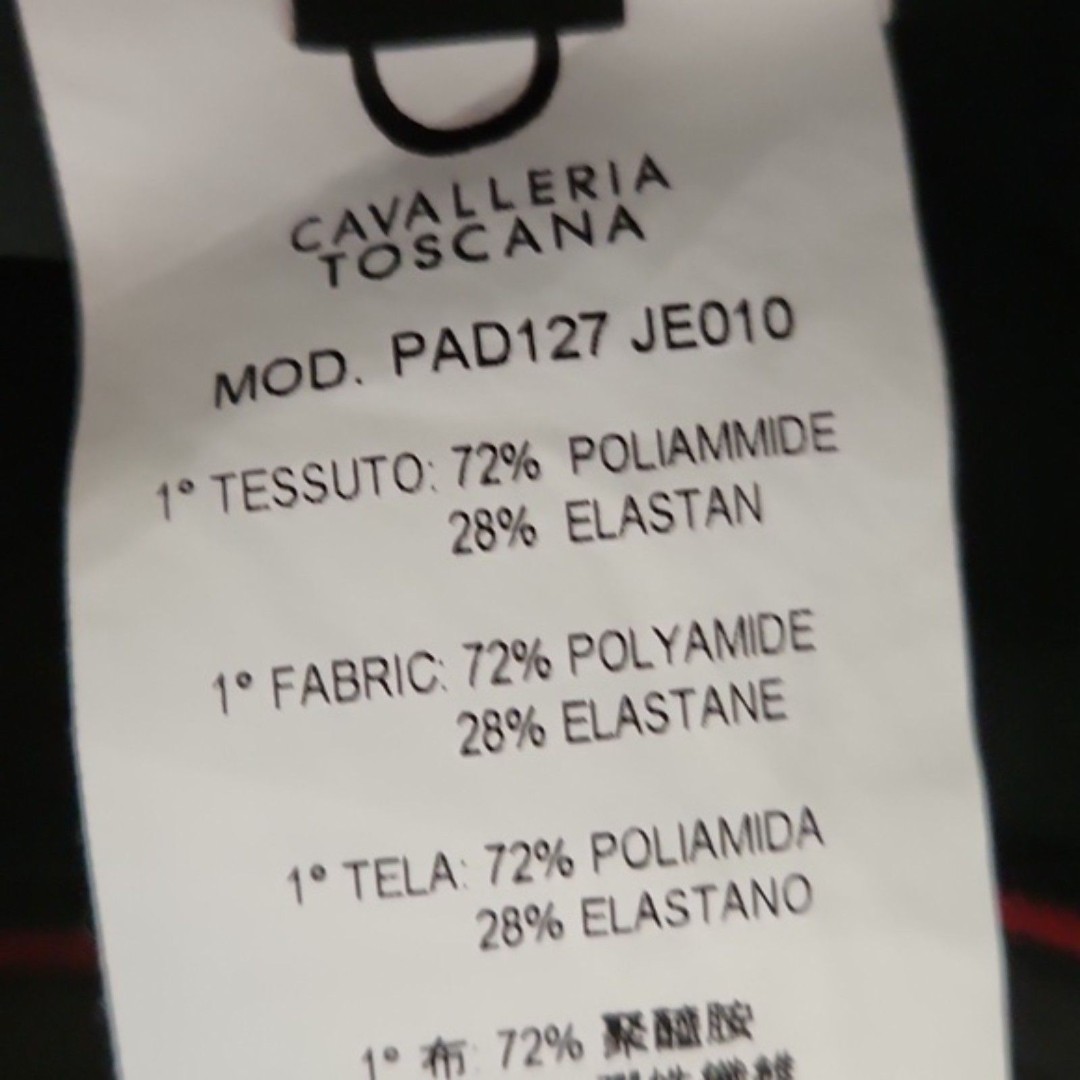 CAVALLERIA
TOSCANA
MOD. PAD127 JE010
1° TESSUTO: 72% POLIAMMIDE
28% ELASTAN
1° FABRIC: 72% POLYAMIDE
28% ELASTANE
1° TELA: 72% POLIAMIDA
28% ELASTANO
1° 布: 72% 聚醯胺